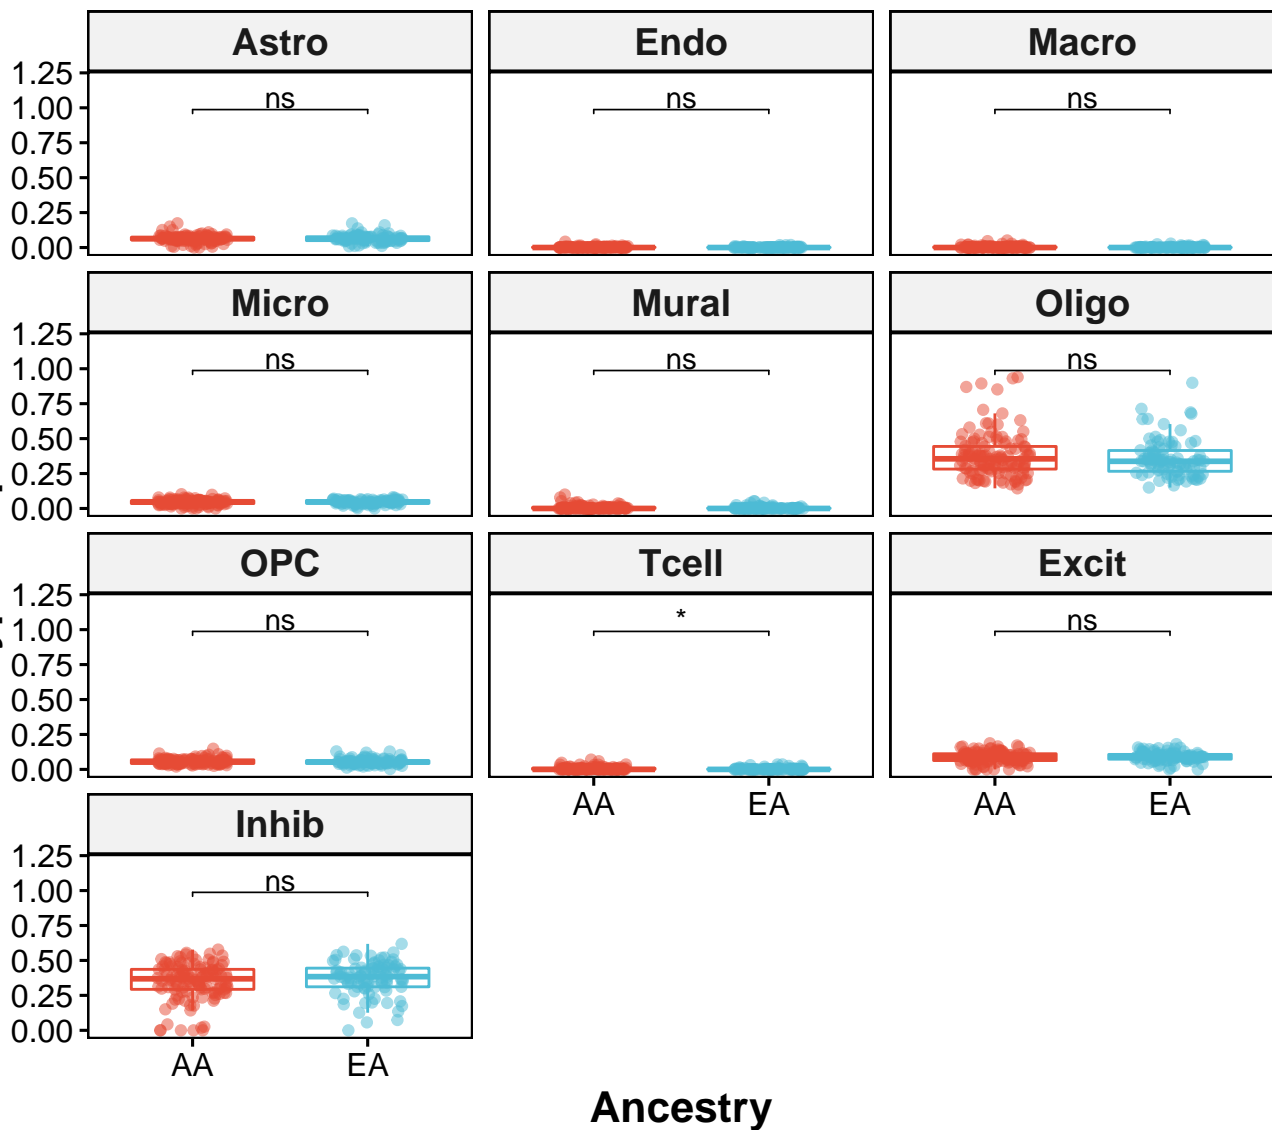 Astro Endo Macro
1.25
1.00 ns ns ns
0.75
0.50
0.25
0.00
Micro Mural Oligo
1.25
1.00 ns ns ns
0.75
0.50
0.25
0.00
OPC Tcell Excit
1.25
1.00 ns * ns
0.75
0.50
0.25
0.00
AA EA AA EA
Inhib
1.25
1.00 ns
0.75
0.50
0.25
0.00
AA EA
Ancestry